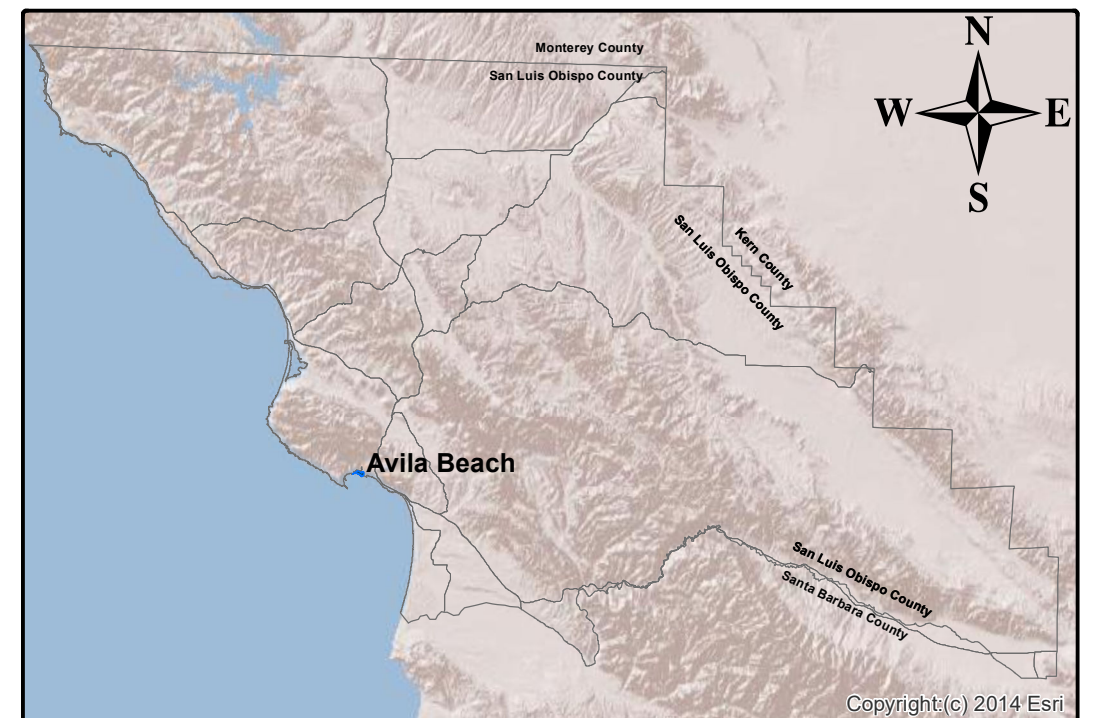 N
Monterey County
San Luis Obispo County
W
E
S
Kern County
San Luis Obispo County
Avila Beach
San Luis Obispo County
Santa Barbara County
Copyright:(c) 2014 Esri